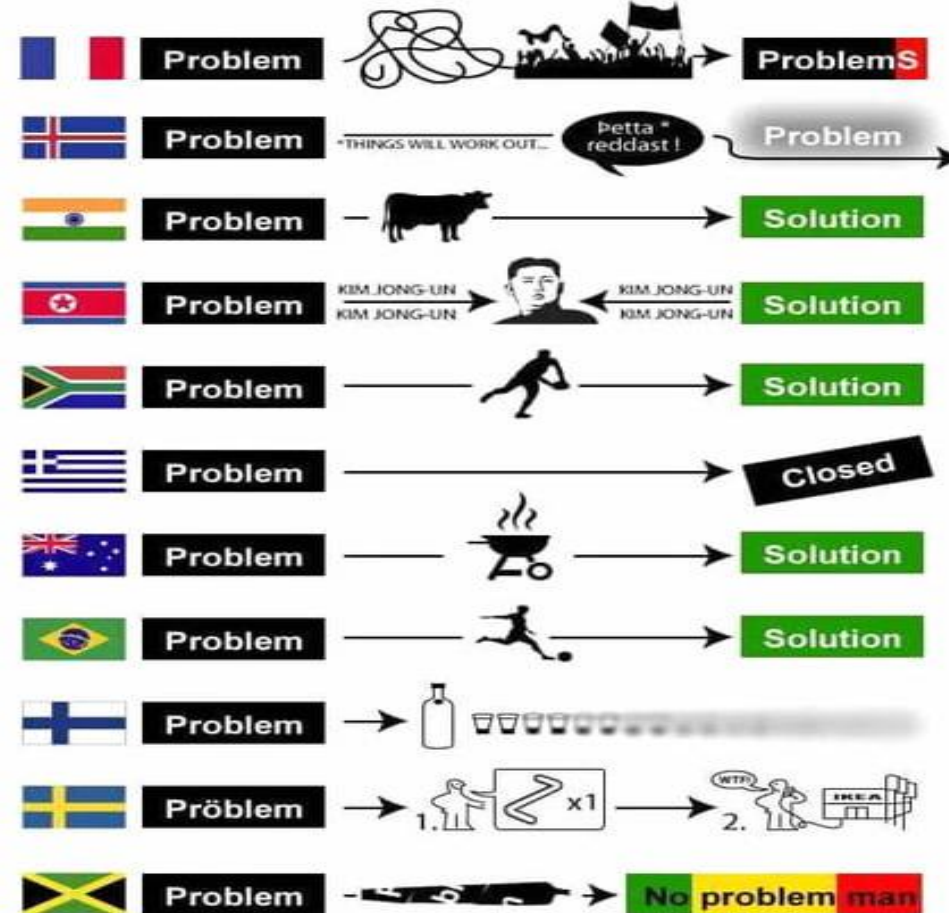 Problem ProblemS
Problem *THINGS WILL WORK OUT... Þetta * Problem
reddast !
Problem Solution
Problem KIM JONG-UN KIM JONG-UN Solution
KIM JONG-UN KIM JONG-UN
Problem Solution
Problem Closed
Problem Solution
Problem Solution
Problem
Pröblem 1. x1 2. WTF! IKEA
Problem No problem man